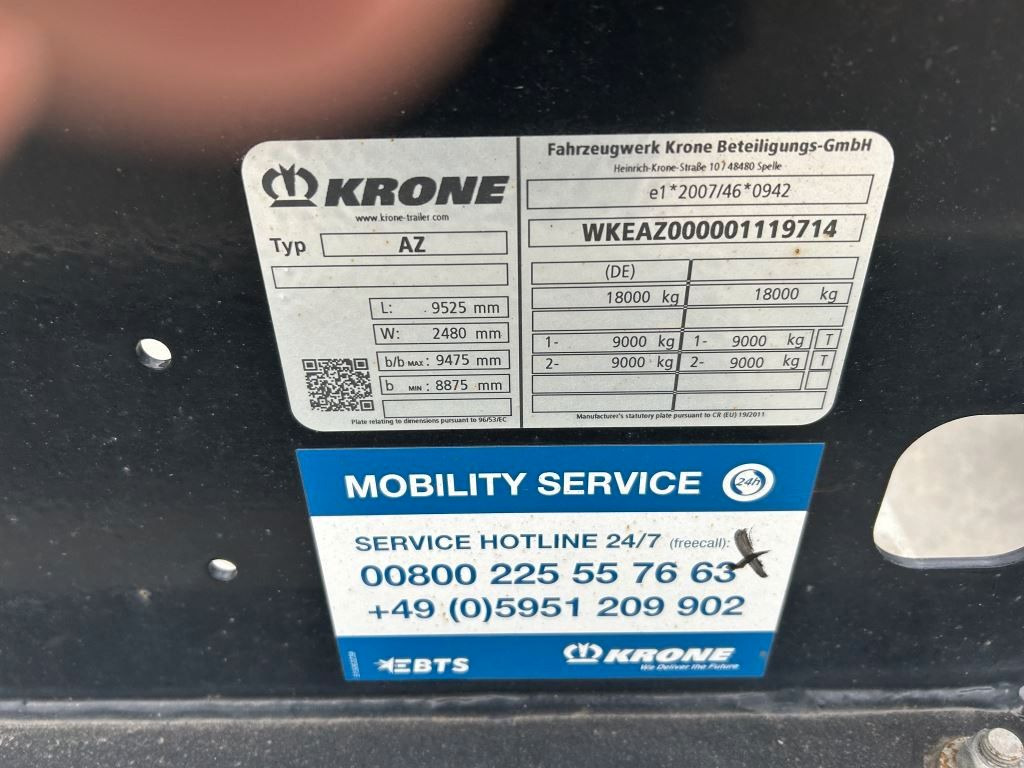 KRONE
www.krone-trailer.com
Typ AZ
L: 9525 mm
W: 2480 mm
b/b MAX: 9475 mm
b MIN: 8875 mm
Plate relating to dimensions pursuant to 96/53/EC
Fahrzeugwerk Krone Beteiligungs-GmbH
Heinrich-Krone-Straße 10 / 48480 Spelle
e1*2007/46*0942
WKEAZ000001119714
(DE)
18000 kg 18000 kg
1- 9000 kg 1- 9000 kg T
2- 9000 kg 2- 9000 kg T
Manufacturer's statutory plate pursuant to CR (EU) 19/2011
MOBILITY SERVICE 24h
SERVICE HOTLINE 24/7 (freecall):
00800 225 55 76 63
+49 (0)5951 209 902
EBTS
KRONE
We Deliver the Future